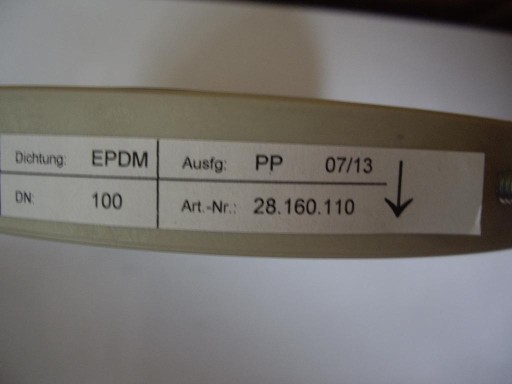 Dichtung: EPDM Ausfg: PP 07/13
DN: 100 Art.-Nr.: 28.160.110